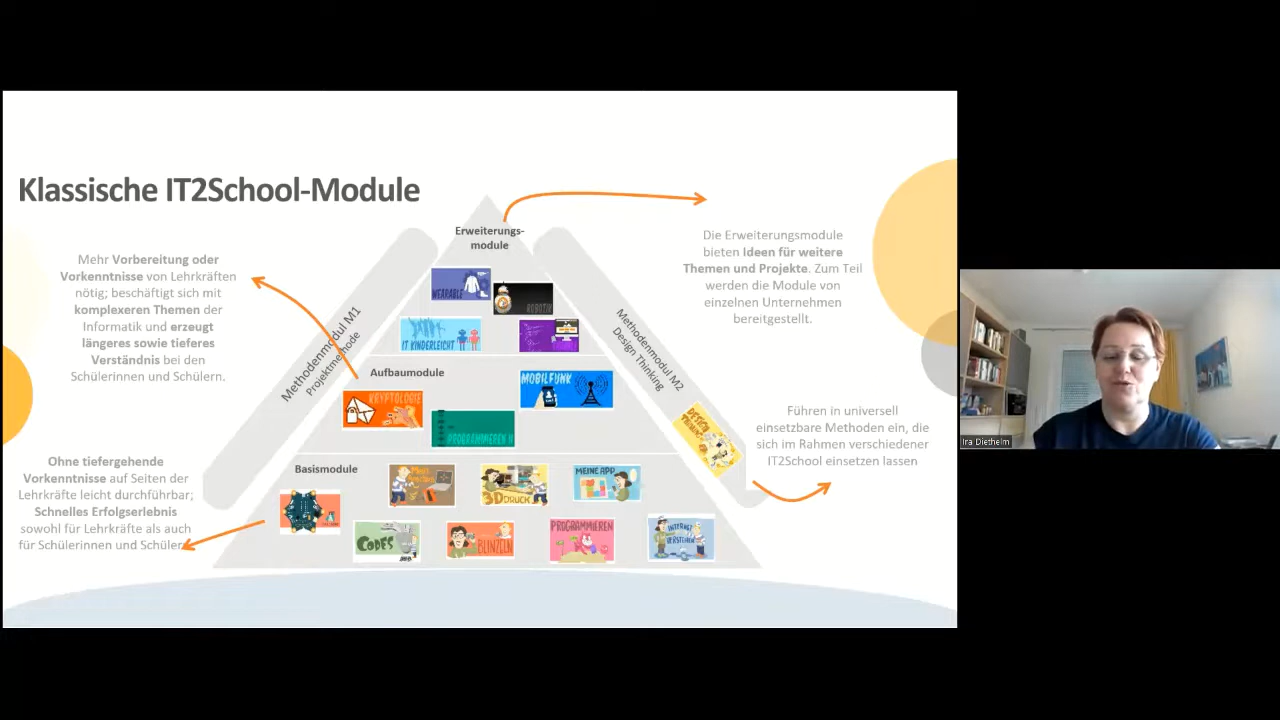 Klassische IT2School-Module
Erweiterungs-
module
WEARABLE
ROBOTIK
IT KINDERLEICHT
Mehr Vorbereitung oder
Vorkenntnisse von Lehrkräften
nötig; beschäftigt sich mit
komplexeren Themen der
Informatik und erzeugt
längeres sowie tieferes
Verständnis bei den
Schülerinnen und Schülern.
Methodenmodul M1
Projektmethode
Die Erweiterungsmodule
bieten Ideen für weitere
Themen und Projekte. Zum Teil
werden die Module von
einzelnen Unternehmen
bereitgestellt.
Methodenmodul M2
Design Thinking
Aufbaumodule
KRYPTOLOGIE
PROGRAMMIEREN II
MOBILFUNK
DESIGN
THINKING
Führen in universell
einsetzbare Methoden ein, die
sich im Rahmen verschiedener
IT2School einsetzen lassen
Ohne tiefergehende
Vorkenntnisse auf Seiten der
Lehrkräfte leicht durchführbar;
Schnelles Erfolgserlebnis
sowohl für Lehrkräfte als auch
für Schülerinnen und Schüler
Basismodule
3D DRUCK
MEINE APP
CODES
BLINZELN
PROGRAMMIEREN
INTERNET
VERSTEHEN
Ira Diethelm